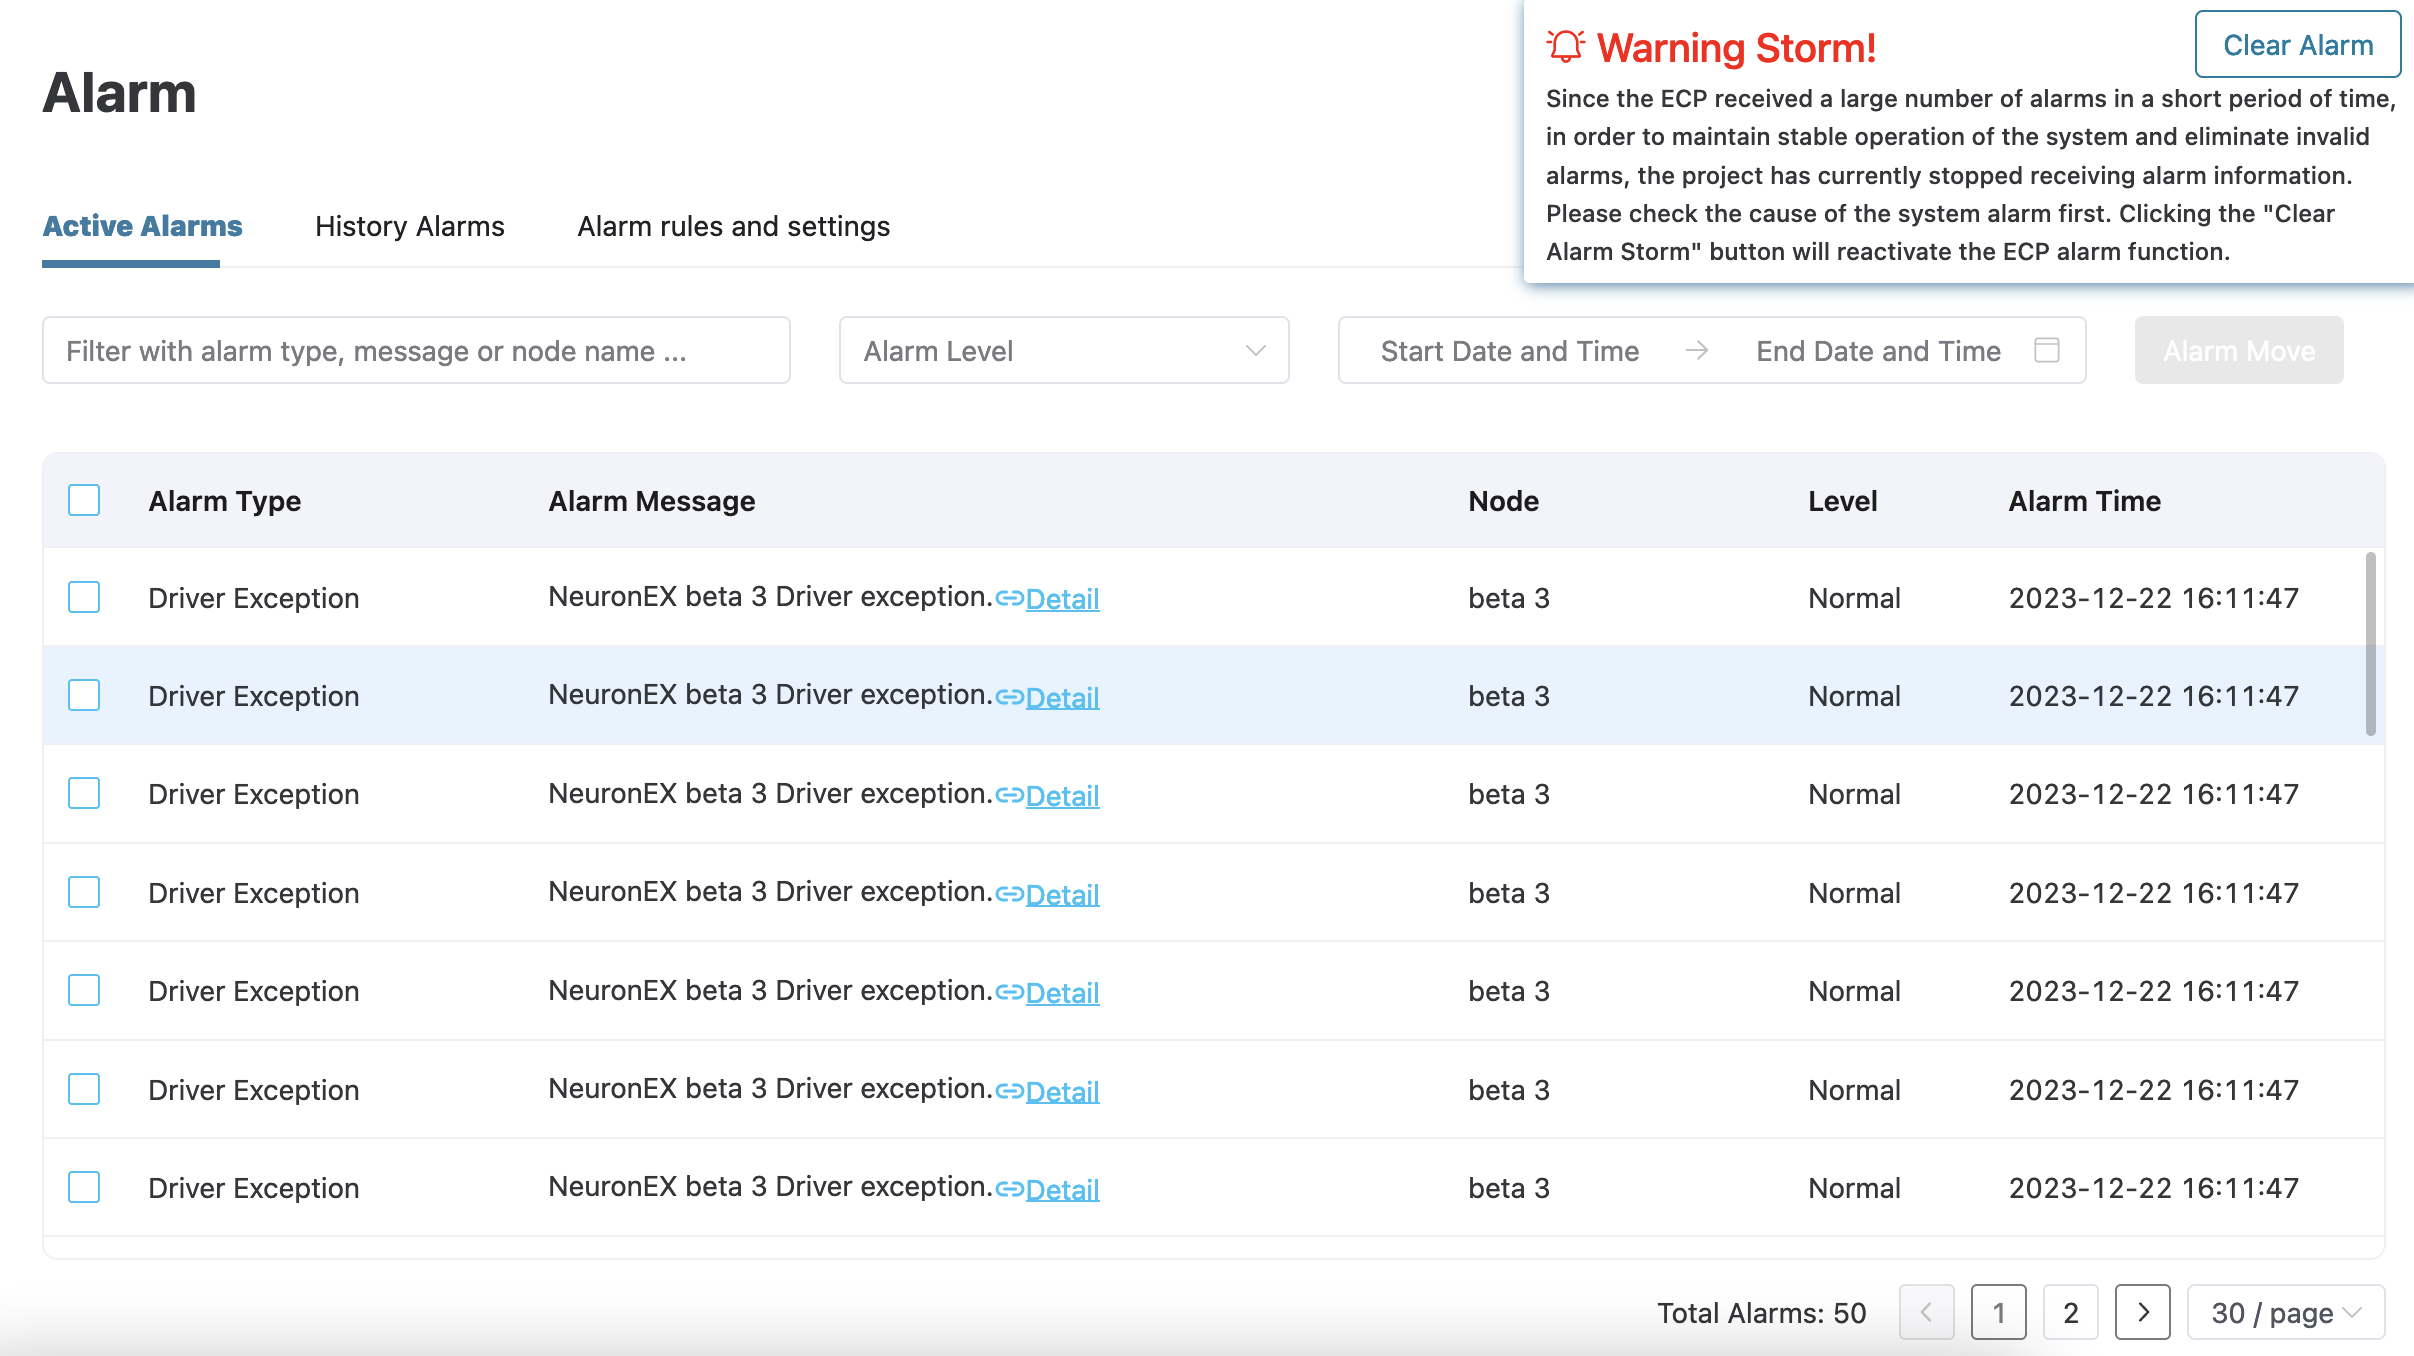 Alarm
Warning Storm!
Clear Alarm
Since the ECP received a large number of alarms in a short period of time,
in order to maintain stable operation of the system and eliminate invalid
alarms, the project has currently stopped receiving alarm information.
Please check the cause of the system alarm first. Clicking the "Clear
Alarm Storm" button will reactivate the ECP alarm function.
Active Alarms History Alarms Alarm rules and settings
Filter with alarm type, message or node name ... Alarm Level Start Date and Time End Date and Time Alarm Move
Alarm Type Alarm Message Node Level Alarm Time
Driver Exception NeuronEX beta 3 Driver exception. Detail beta 3 Normal 2023-12-22 16:11:47
Driver Exception NeuronEX beta 3 Driver exception. Detail beta 3 Normal 2023-12-22 16:11:47
Driver Exception NeuronEX beta 3 Driver exception. Detail beta 3 Normal 2023-12-22 16:11:47
Driver Exception NeuronEX beta 3 Driver exception. Detail beta 3 Normal 2023-12-22 16:11:47
Driver Exception NeuronEX beta 3 Driver exception. Detail beta 3 Normal 2023-12-22 16:11:47
Driver Exception NeuronEX beta 3 Driver exception. Detail beta 3 Normal 2023-12-22 16:11:47
Driver Exception NeuronEX beta 3 Driver exception. Detail beta 3 Normal 2023-12-22 16:11:47
Total Alarms: 50 1 2 30 / page